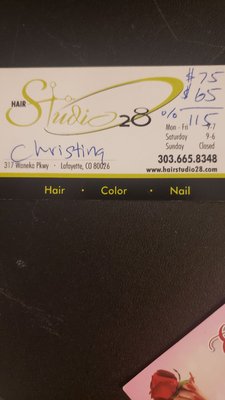 $75
$65
HAIR
Studio 28
% 115
Mon - Fri 9-7
Saturday 9-6
Sunday Closed
Christina
317 Waneka Pkwy · Lafayette, CO 80026
303.665.8348
www.hairstudio28.com
Hair · Color · Nail